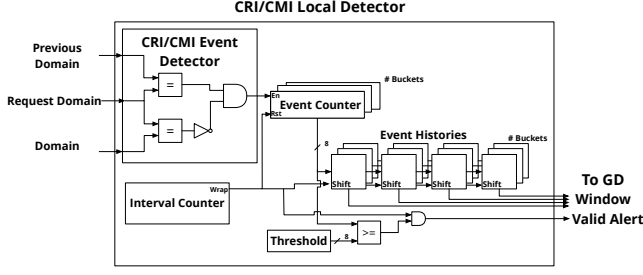 CRI/CMI Local Detector
CRI/CMI Event
Detector
Previous
Domain
Request Domain
Domain
=
=
# Buckets
En
Event Counter
Rst
8
Event Histories
# Buckets
Shift
Shift
Shift
Shift
Wrap
Interval Counter
Threshold
8
>=
To GD
Window
Valid Alert